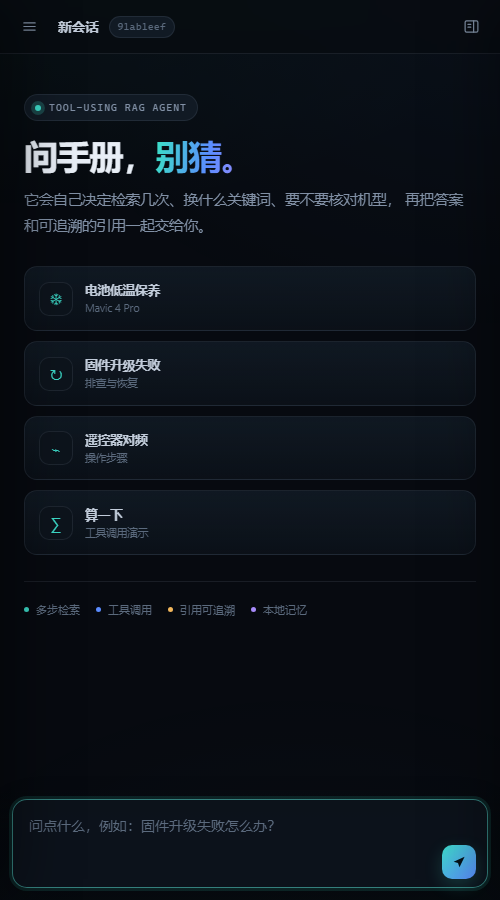 新会话 91ableef
TOOL-USING RAG AGENT
问手册，别猜。
它会自己决定检索几次、换什么关键词、要不要核对机型， 再把答案
和可追溯的引用一起交给你。
电池低温保养
Mavic 4 Pro
固件升级失败
排查与恢复
遥控器对频
操作步骤
算一下
工具调用演示
多步检索 工具调用 引用可追溯 本地记忆
问点什么，例如：固件升级失败怎么办？